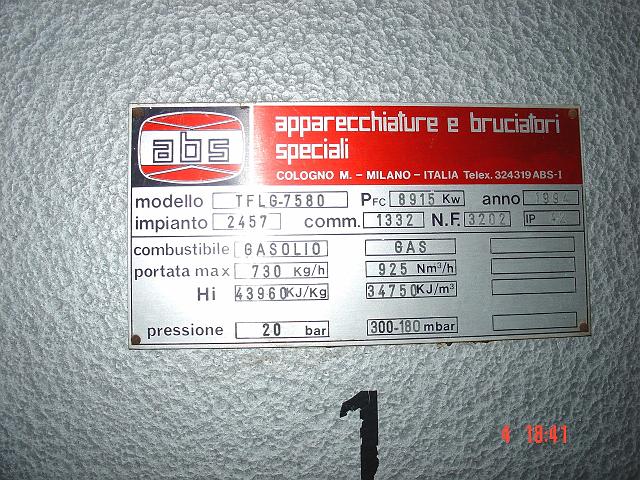 abs
apparecchiature e bruciatori
speciali
COLOGNO M. - MILANO - ITALIA Telex. 324319 ABS-I
modello TFLG-7580 PFC 8915 Kw anno 1994
impianto 2457 comm. 1332 N.F. 3202 IP 42
combustibile GASOLIO GAS
portata max 730 Kg/h 925 Nm³/h
Hi 43960 KJ/Kg 34750 KJ/m³
pressione 20 bar 300-180 mbar
1
4 18:41